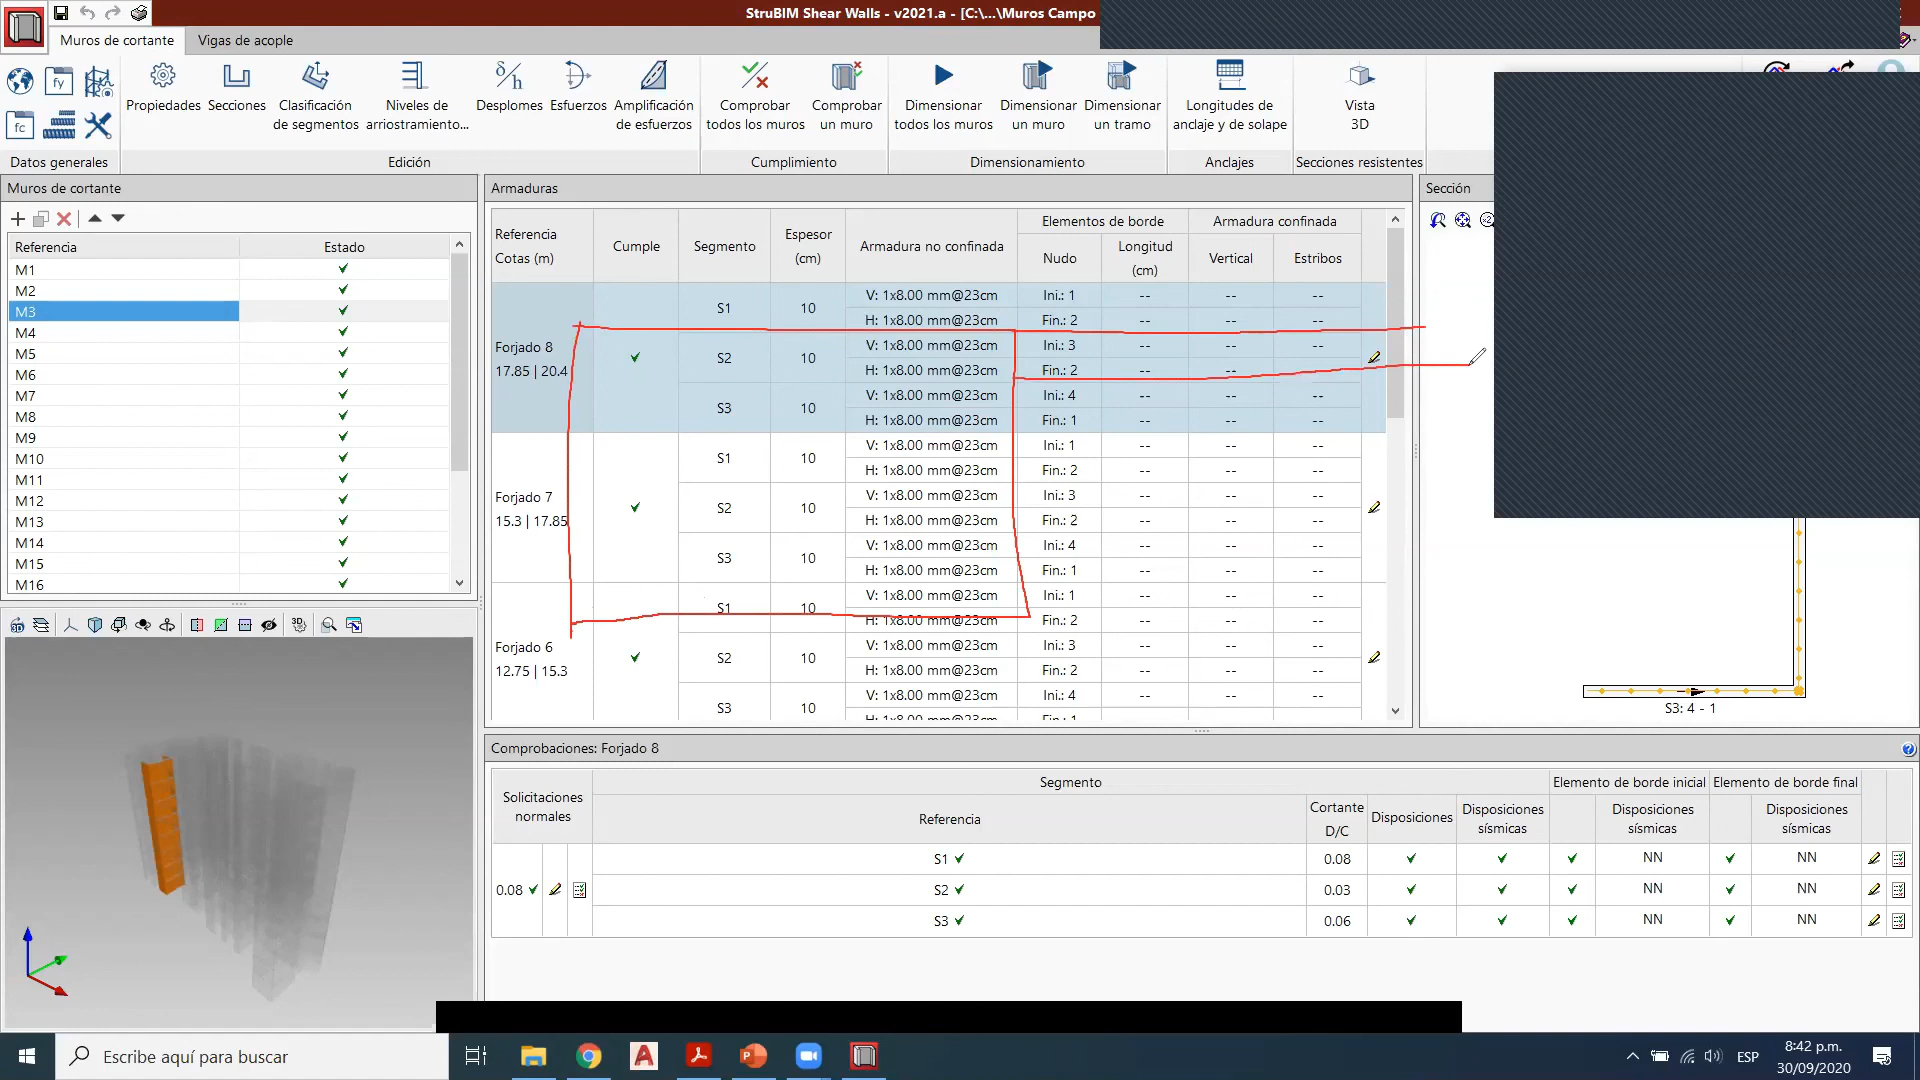 StruBIM Shear Walls - v2021.a - [C:\...\Muros Campo
Muros de cortante
Vigas de acople
fy
fc
Datos generales
Propiedades
Secciones
Clasificación
de segmentos
Niveles de
arriostramiento...
Desplomes
Esfuerzos
Amplificación
de esfuerzos
Edición
Comprobar
todos los muros
Comprobar
un muro
Cumplimiento
Dimensionar
todos los muros
Dimensionar
un muro
Dimensionar
un tramo
Dimensionamiento
Longitudes de
anclaje y de solape
Anclajes
Vista
3D
Secciones resistentes
Muros de cortante
Referencia Estado
M1
M2
M3
M4
M5
M6
M7
M8
M9
M10
M11
M12
M13
M14
M15
M16
Armaduras
Referencia
Cotas (m)
Cumple
Segmento
Espesor
(cm)
Armadura no confinada
Elementos de borde
Nudo
Longitud
(cm)
Armadura confinada
Vertical
Estribos
Forjado 8
17.85 | 20.4
S1 10 V: 1x8.00 mm@23cm Ini.: 1 -- -- --
H: 1x8.00 mm@23cm Fin.: 2 -- -- --
S2 10 V: 1x8.00 mm@23cm Ini.: 3 -- -- --
H: 1x8.00 mm@23cm Fin.: 2 -- -- --
S3 10 V: 1x8.00 mm@23cm Ini.: 4 -- -- --
H: 1x8.00 mm@23cm Fin.: 1 -- -- --
Forjado 7
15.3 | 17.85
S1 10 V: 1x8.00 mm@23cm Ini.: 1 -- -- --
H: 1x8.00 mm@23cm Fin.: 2 -- -- --
S2 10 V: 1x8.00 mm@23cm Ini.: 3 -- -- --
H: 1x8.00 mm@23cm Fin.: 2 -- -- --
S3 10 V: 1x8.00 mm@23cm Ini.: 4 -- -- --
H: 1x8.00 mm@23cm Fin.: 1 -- -- --
Forjado 6
12.75 | 15.3
S1 10 V: 1x8.00 mm@23cm Ini.: 1 -- -- --
H: 1x8.00 mm@23cm Fin.: 2 -- -- --
S2 10 V: 1x8.00 mm@23cm Ini.: 3 -- -- --
H: 1x8.00 mm@23cm Fin.: 2 -- -- --
S3 10 V: 1x8.00 mm@23cm Ini.: 4 -- -- --
H: 1x8.00 mm@23cm Fin.: 1
Sección
S3: 4 - 1
Comprobaciones: Forjado 8
Solicitaciones
normales
Segmento
Referencia
Cortante
D/C
Disposiciones
Disposiciones
sísmicas
Elemento de borde inicial
Disposiciones
sísmicas
Elemento de borde final
Disposiciones
sísmicas
0.08
S1 0.08 NN NN
S2 0.03 NN NN
S3 0.06 NN NN
Escribe aquí para buscar
ESP
8:42 p.m.
30/09/2020